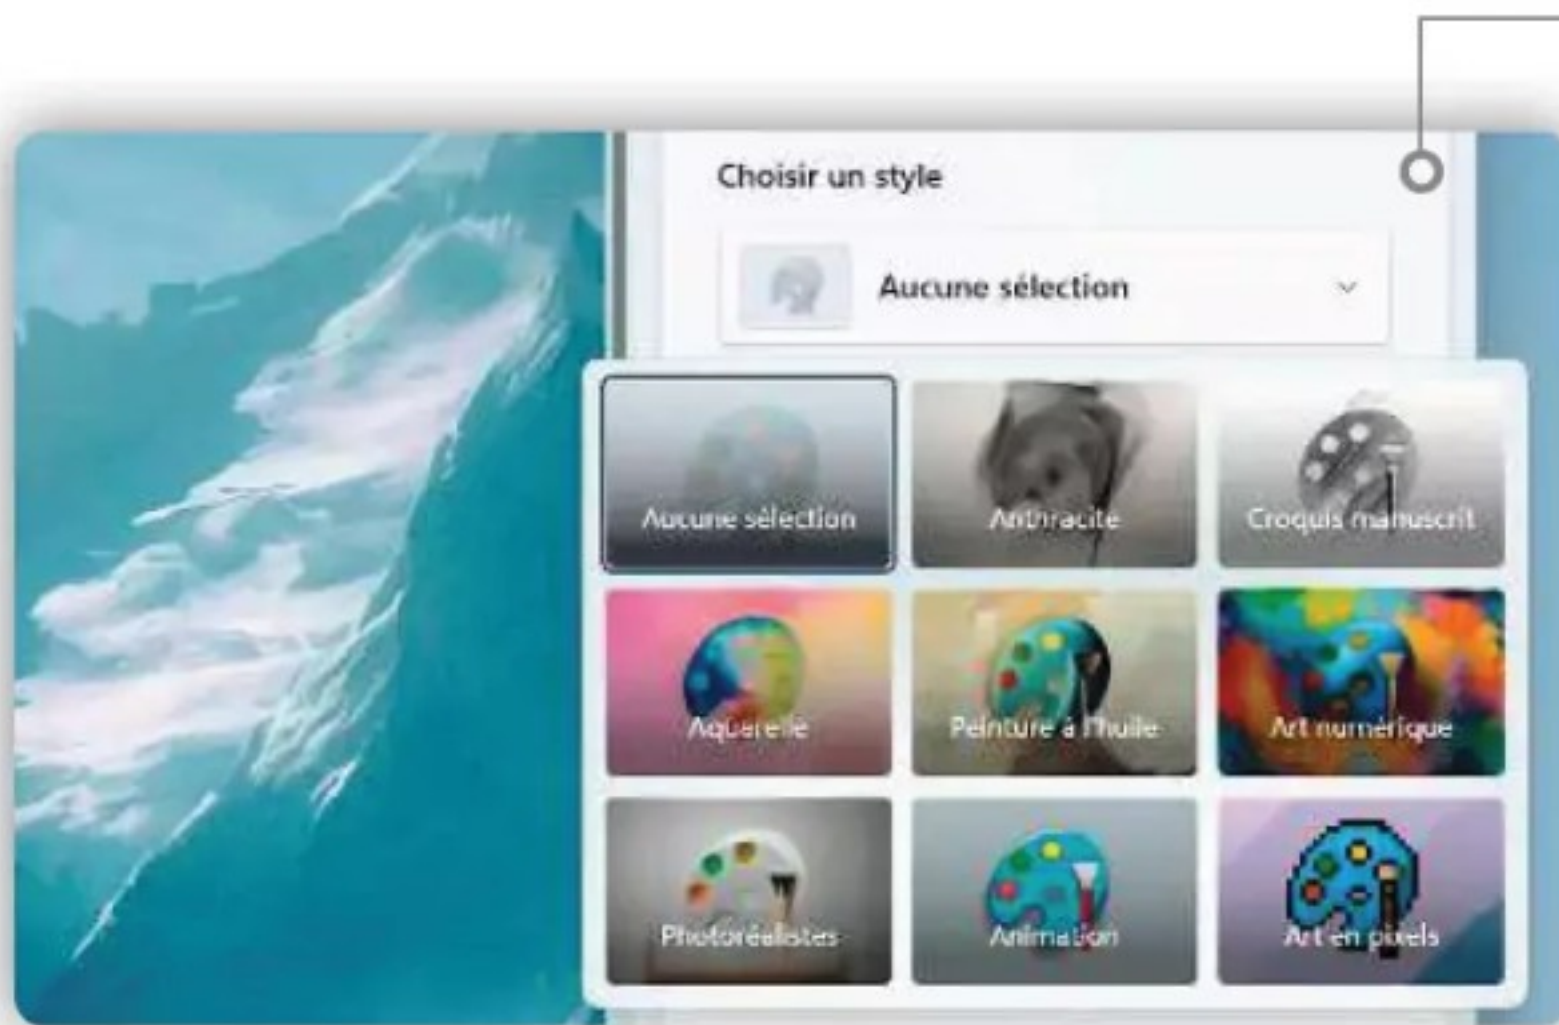 Choisir un style
Aucune sélection
Aucune sélection
Anthracite
Croquis manuscrit
Aquarelle
Peinture à l'huile
Art numérique
Photoréalistes
Animation
Art en pixels